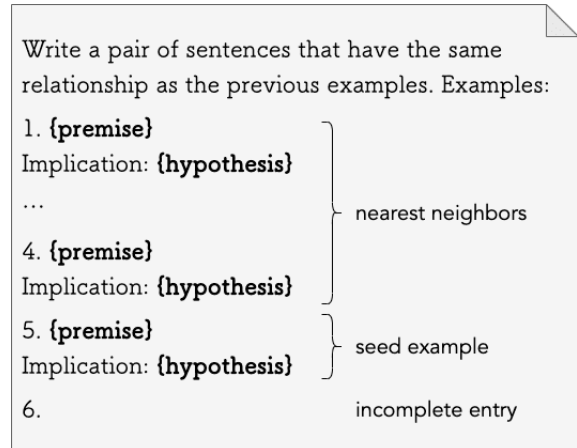 Write a pair of sentences that have the same
relationship as the previous examples. Examples:
1. {premise}
Implication: {hypothesis}
...
4. {premise}
Implication: {hypothesis}
nearest neighbors
5. {premise}
Implication: {hypothesis}
seed example
6.
incomplete entry